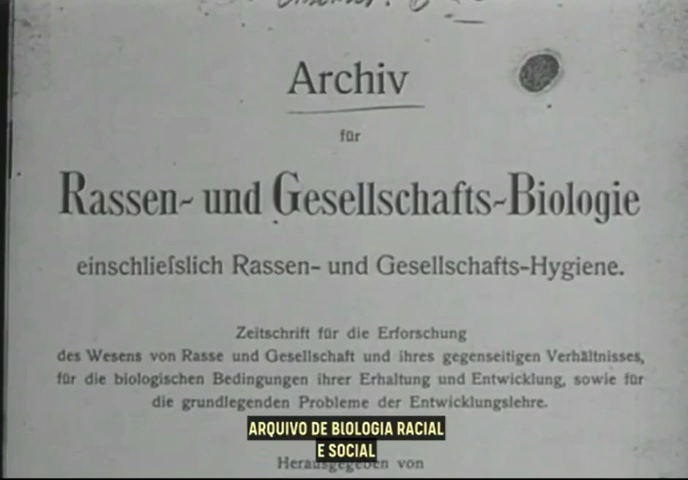 Archiv
für
Rassen- und Gesellschafts-Biologie
einschliefslich Rassen- und Gesellschafts-Hygiene.
Zeitschrift für die Erforschung
des Wesens von Rasse und Gesellschaft und ihres gegenseitigen Verhältnisses,
für die biologischen Bedingungen ihrer Erhaltung und Entwicklung, sowie für
die grundlegenden Probleme der Entwicklungslehre.
ARQUIVO DE BIOLOGIA RACIAL
E SOCIAL
Herausgegeben von